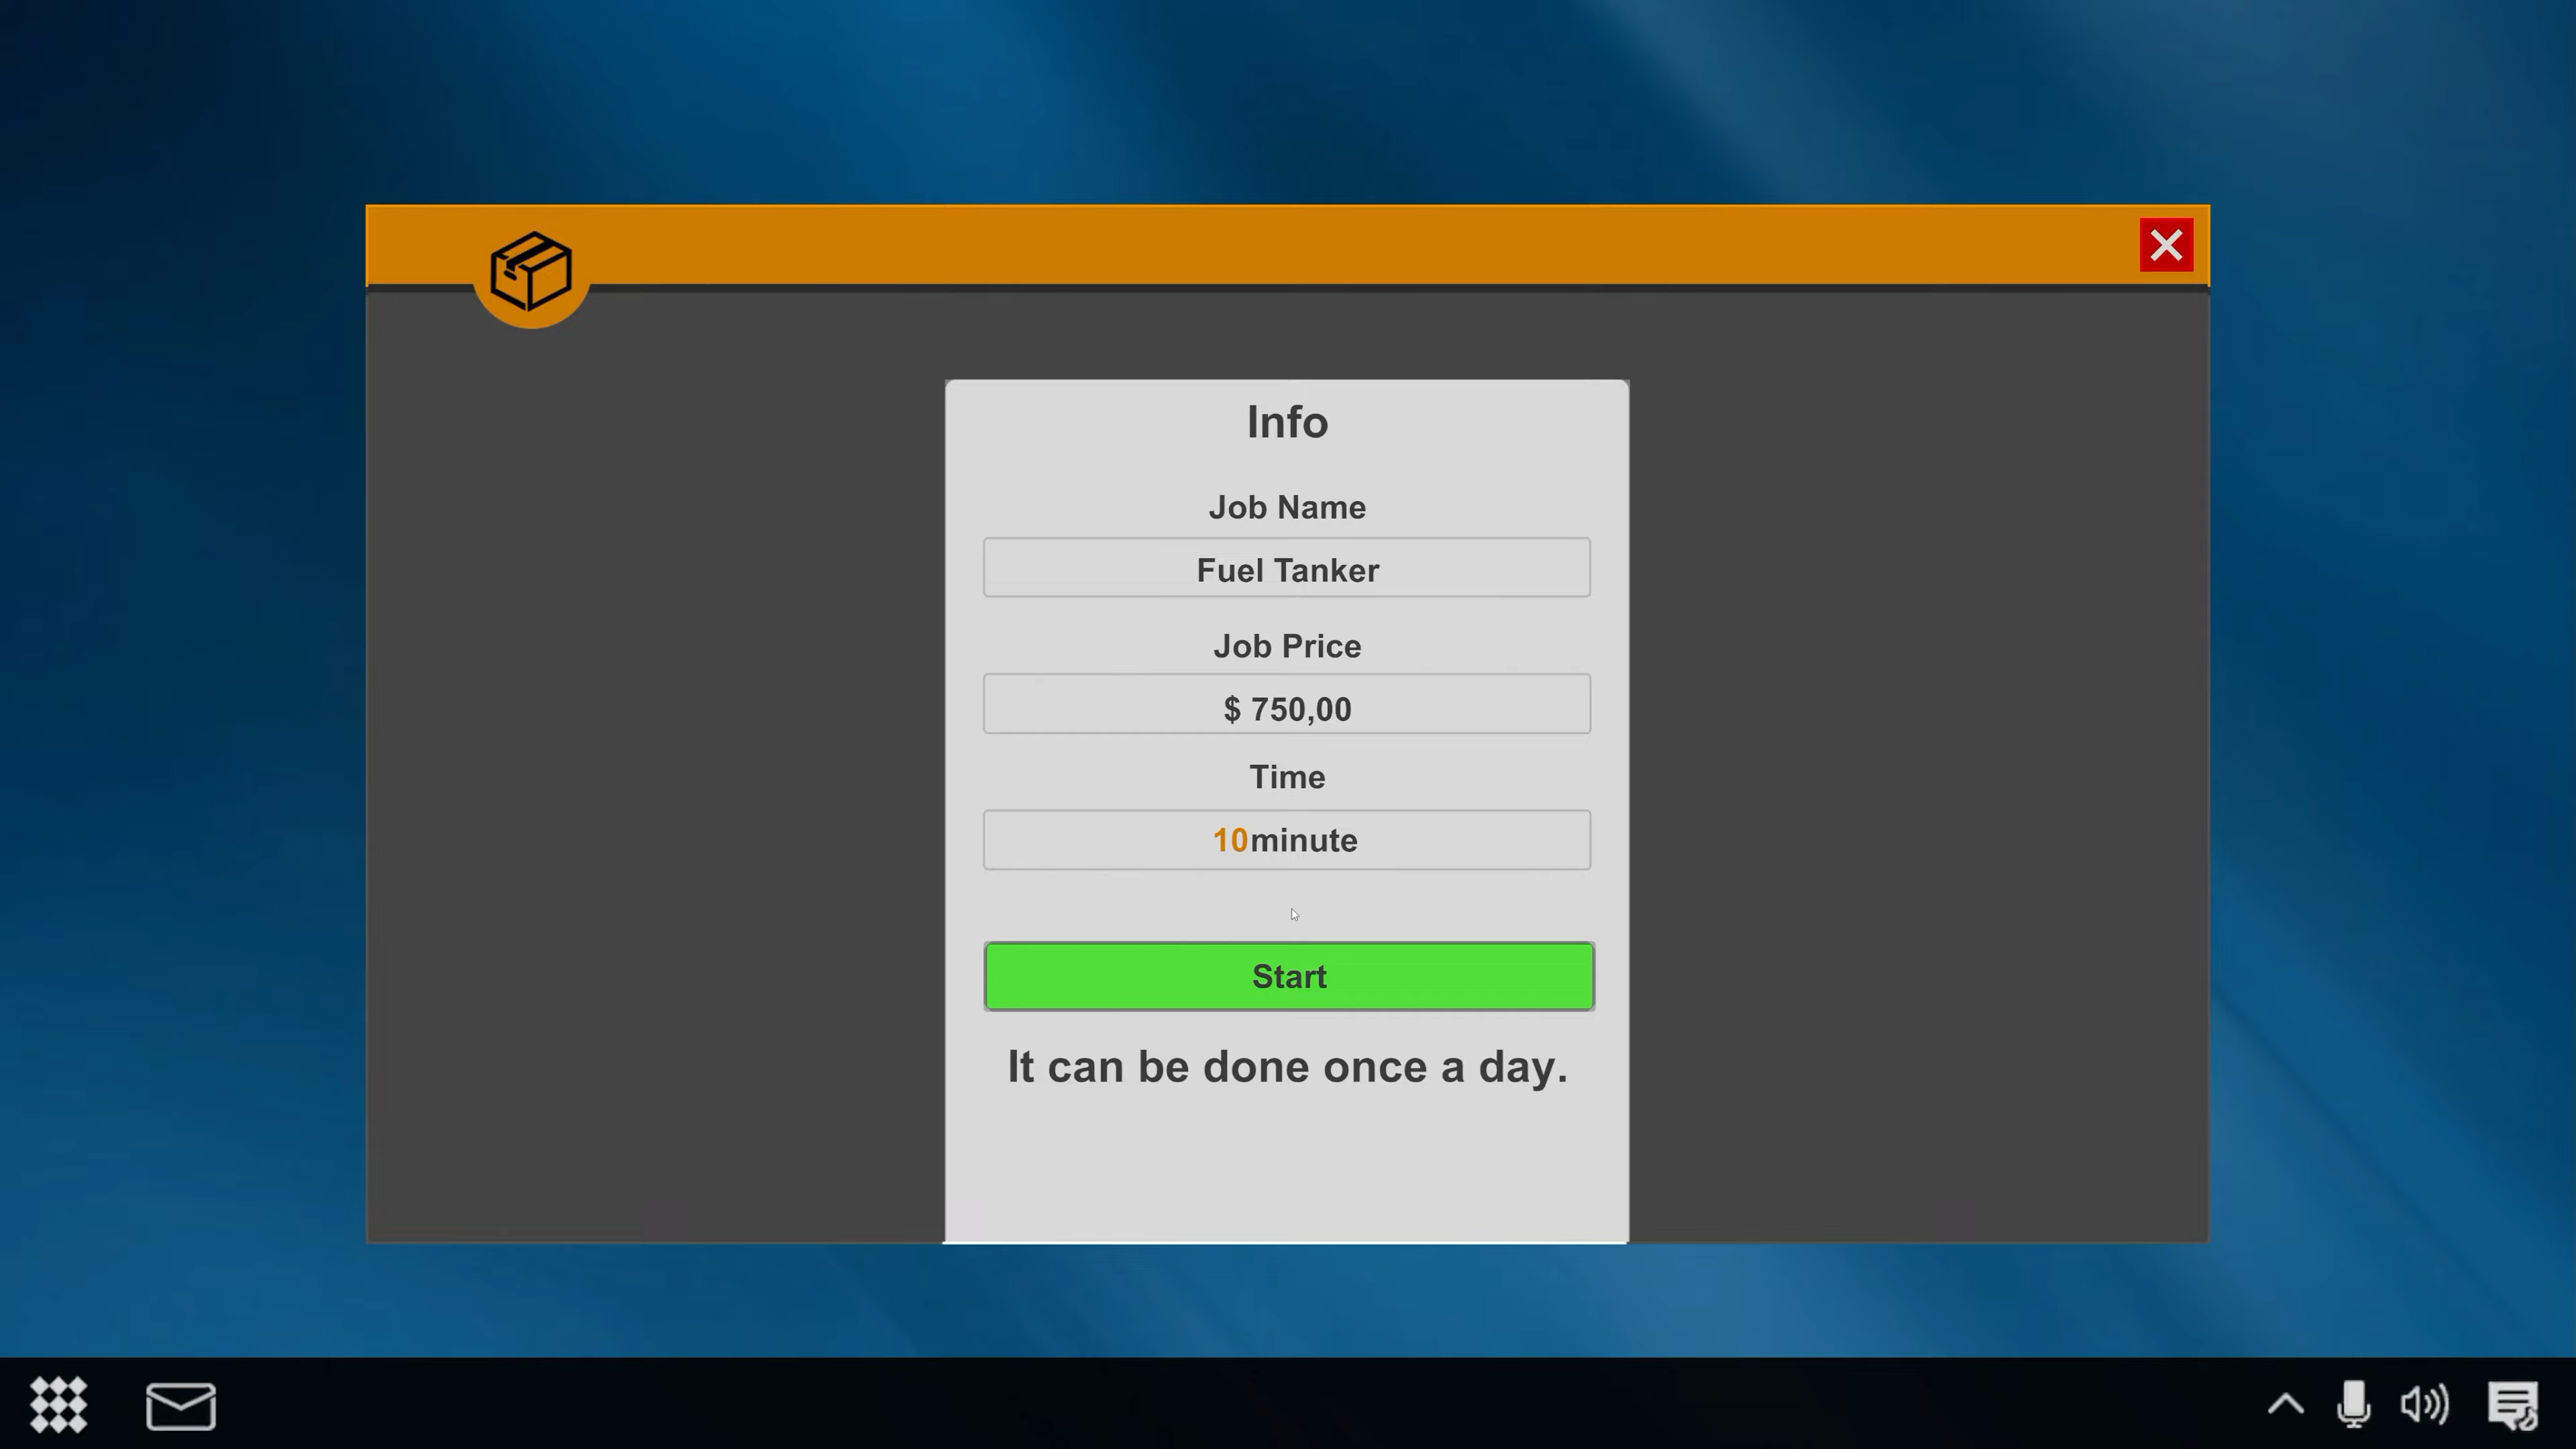 Info
Job Name
Fuel Tanker
Job Price
$ 750,00
Time
10minute
Start
It can be done once a day.